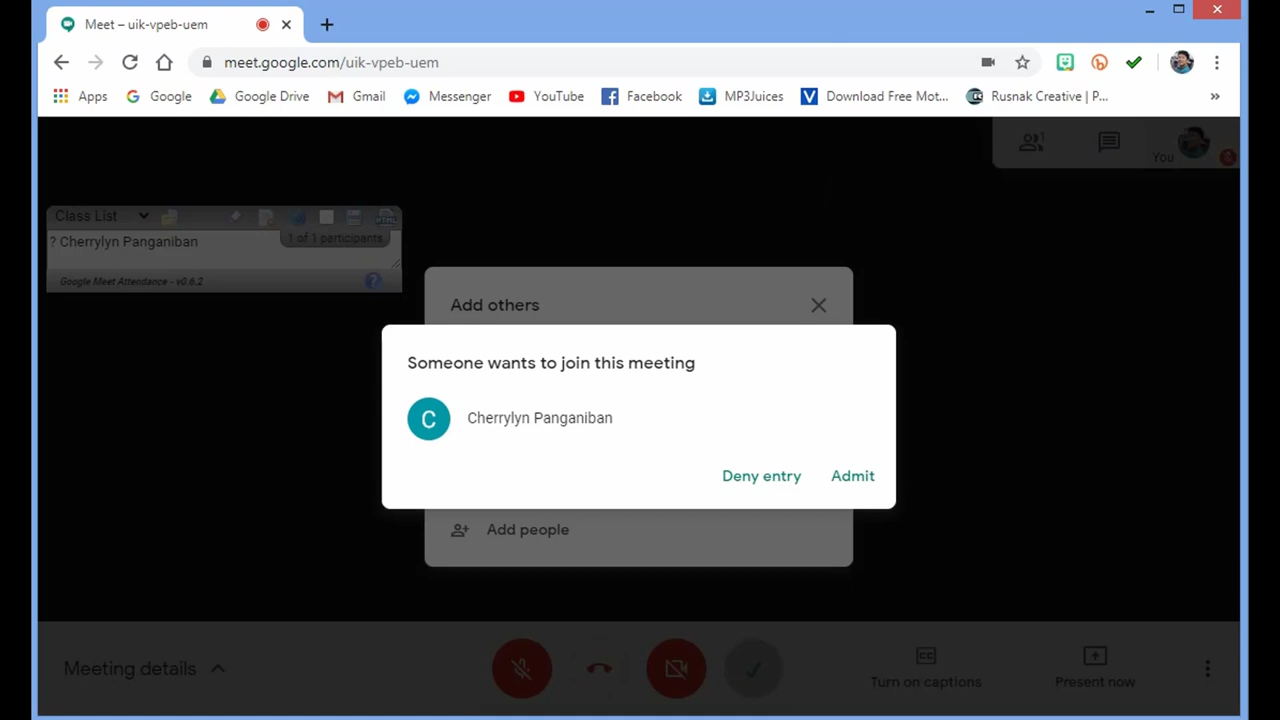 Meet – uik-vpeb-uem
meet.google.com/uik-vpeb-uem
Apps Google Google Drive Gmail Messenger YouTube Facebook MP3Juices Download Free Mot... Rusnak Creative | P... »
1
You
Class List
1 of 1 participants
? Cherrylyn Panganiban
Google Meet Attendance - v0.6.2
?
Add others
Someone wants to join this meeting
C
Cherrylyn Panganiban
Deny entry Admit
Add people
Meeting details
CC
Turn on captions
Present now